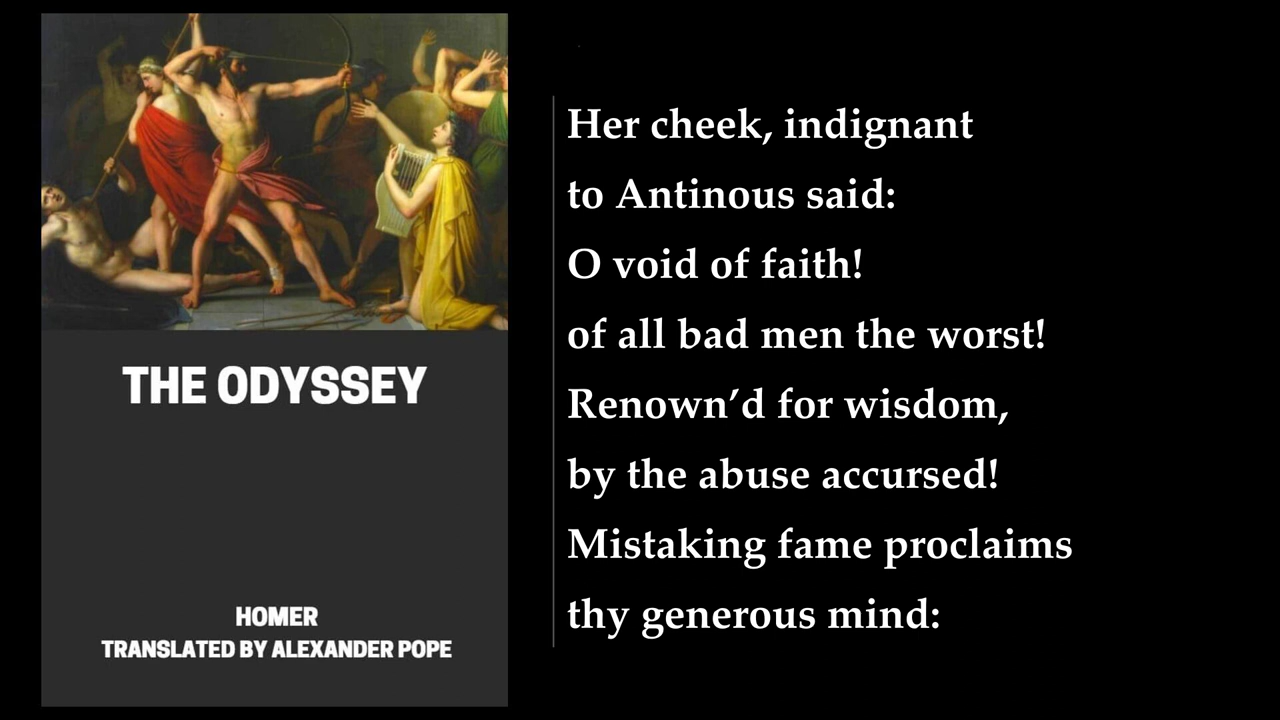 THE ODYSSEY
HOMER
TRANSLATED BY ALEXANDER POPE
Her cheek, indignant
to Antinous said:
O void of faith!
of all bad men the worst!
Renown’d for wisdom,
by the abuse accursed!
Mistaking fame proclaims
thy generous mind: